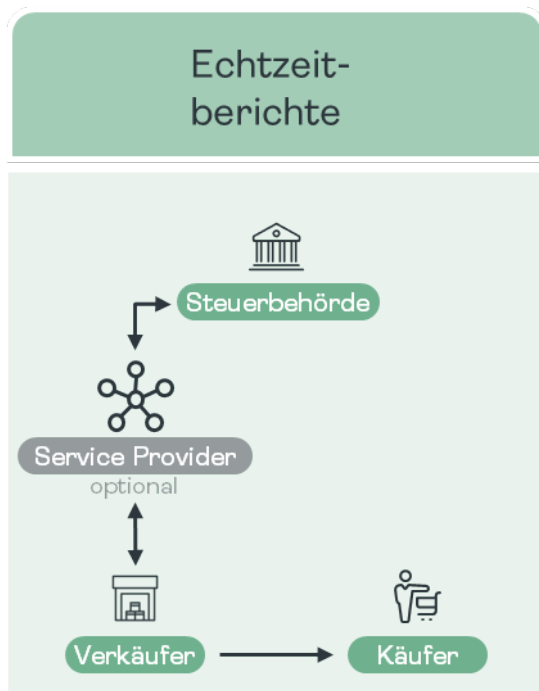 Echtzeit-
berichte
Steuerbehörde
Service Provider
optional
Verkäufer
Käufer